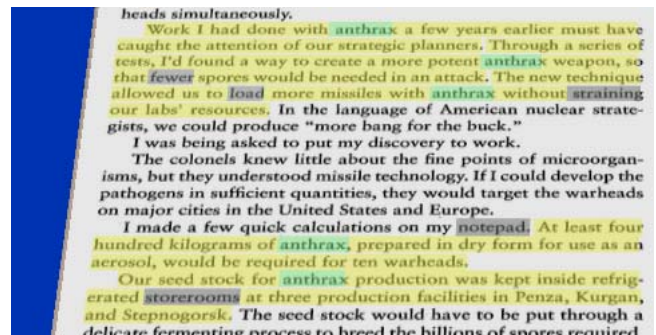 heads simultaneously.
Work I had done with anthrax a few years earlier must have
caught the attention of our strategic planners. Through a series of
tests, I'd found a way to create a more potent anthrax weapon, so
that fewer spores would be needed in an attack. The new technique
allowed us to load more missiles with anthrax without straining
our labs' resources. In the language of American nuclear strate-
gists, we could produce "more bang for the buck."
I was being asked to put my discovery to work.
The colonels knew little about the fine points of microorgan-
isms, but they understood missile technology. If I could develop the
pathogens in sufficient quantities, they would target the warheads
on major cities in the United States and Europe.
I made a few quick calculations on my notepad. At least four
hundred kilograms of anthrax, prepared in dry form for use as an
aerosol, would be required for ten warheads.
Our seed stock for anthrax production was kept inside refrig-
erated storerooms at three production facilities in Penza, Kurgan,
and Stepnogorsk. The seed stock would have to be put through a
delicate fermenting process to breed the billions of spores required